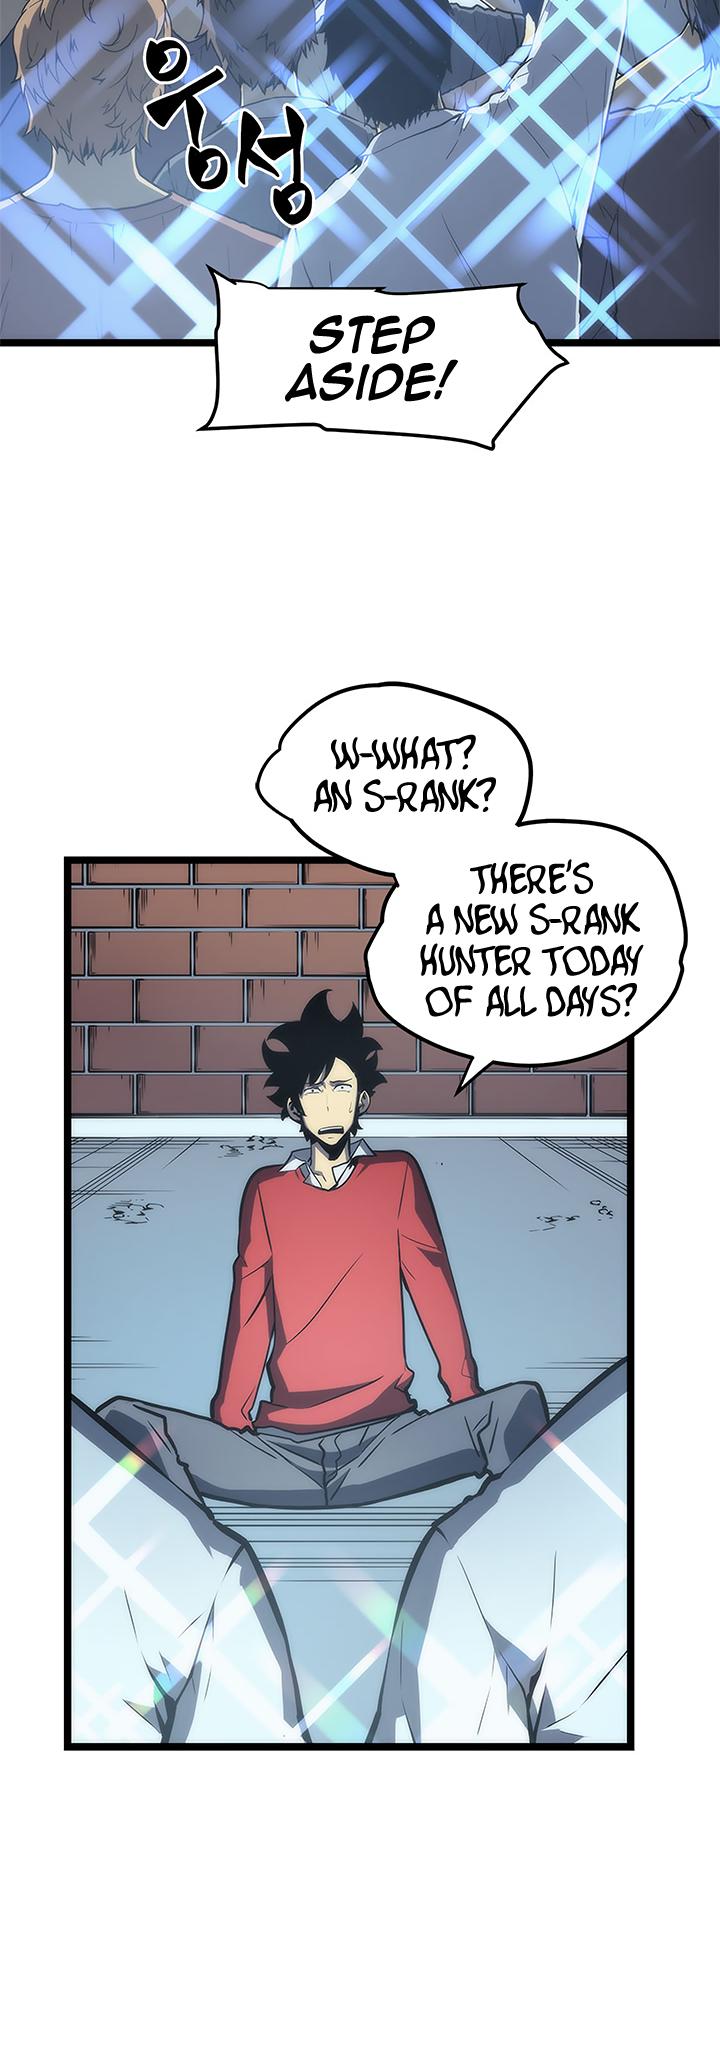 웅성
STEP
ASIDE!
W-WHAT?
AN S-RANK?
THERE'S
A NEW S-RANK
HUNTER TODAY
OF ALL DAYS?